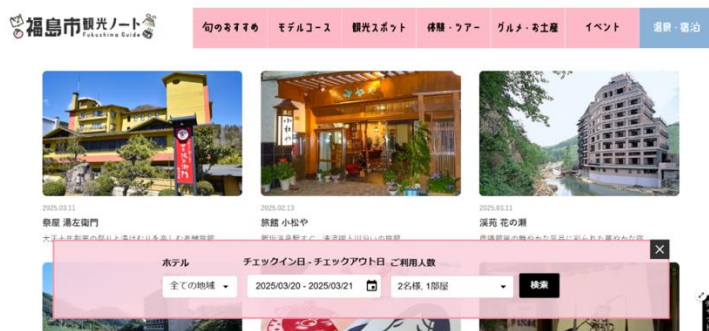 福島市観光ノート
Fukushima Guide
旬のおすすめ
モデルコース
観光スポット
体験・ツアー
グルメ・お土産
イベント
温泉・宿泊
2025.03.11
祭屋 湯左衛門
2025.02.13
旅館 小松や
小松や
2025.03.11
渓苑 花の瀬
ホテル
チェックイン日 - チェックアウト日
ご利用人数
全ての地域
2025/03/20 - 2025/03/21
2名様, 1部屋
検索